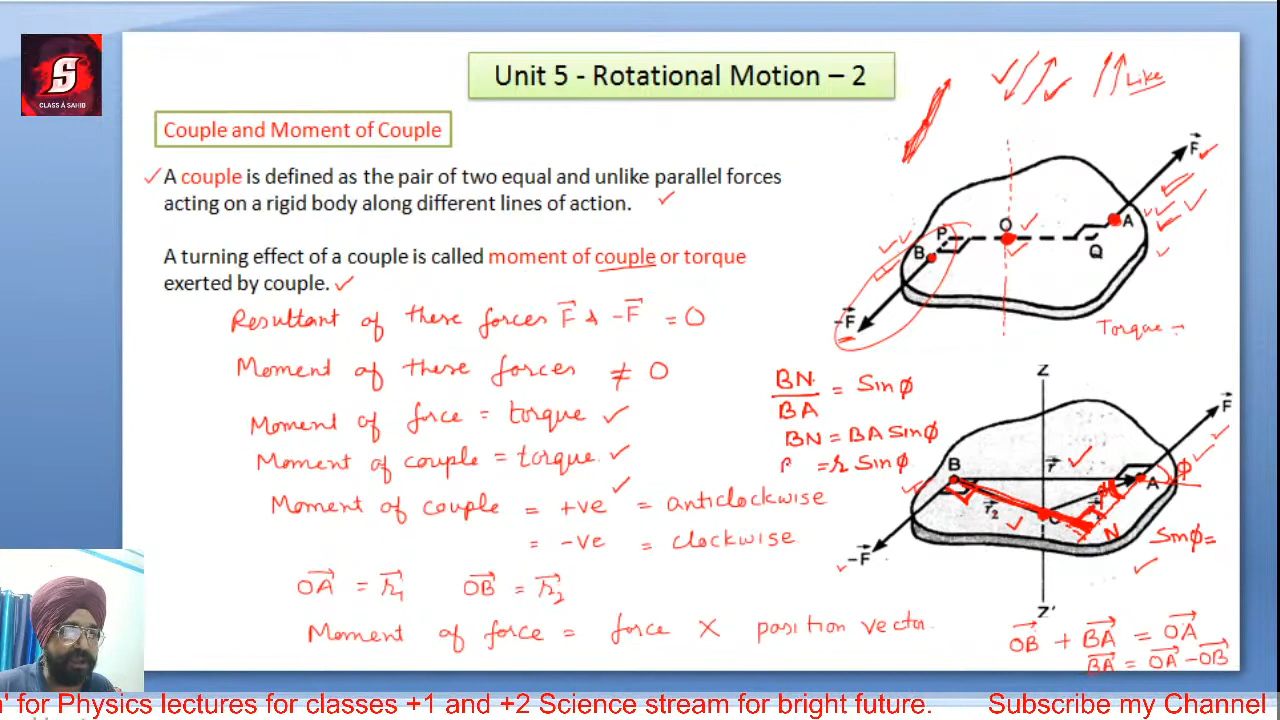 S
CLASS Á SAHIB
Unit 5 - Rotational Motion – 2
Like
Couple and Moment of Couple
A couple is defined as the pair of two equal and unlike parallel forces
acting on a rigid body along different lines of action.
A turning effect of a couple is called moment of couple or torque
exerted by couple.
F
A
O
P
Q
B
-F
Torque -
Resultant of these forces F⃗ & -F⃗ = 0
Moment of these forces ≠ 0
Moment of force = torque
Moment of couple = torque
Moment of couple = +ve = anticlockwise
= -ve = clockwise
OA⃗ = r⃗1 OB⃗ = r⃗2
Moment of force = force X position vector.
BN/BA = Sin φ
BN = BA Sin φ
= r Sin φ
Z
F
B
r⃗
A
φ
r⃗2
N
-F
Z'
Sin φ =
OB⃗ + BA⃗ = OA⃗
BA⃗ = OA⃗ - OB⃗
' for Physics lectures for classes +1 and +2 Science stream for bright future. Subscribe my Channel